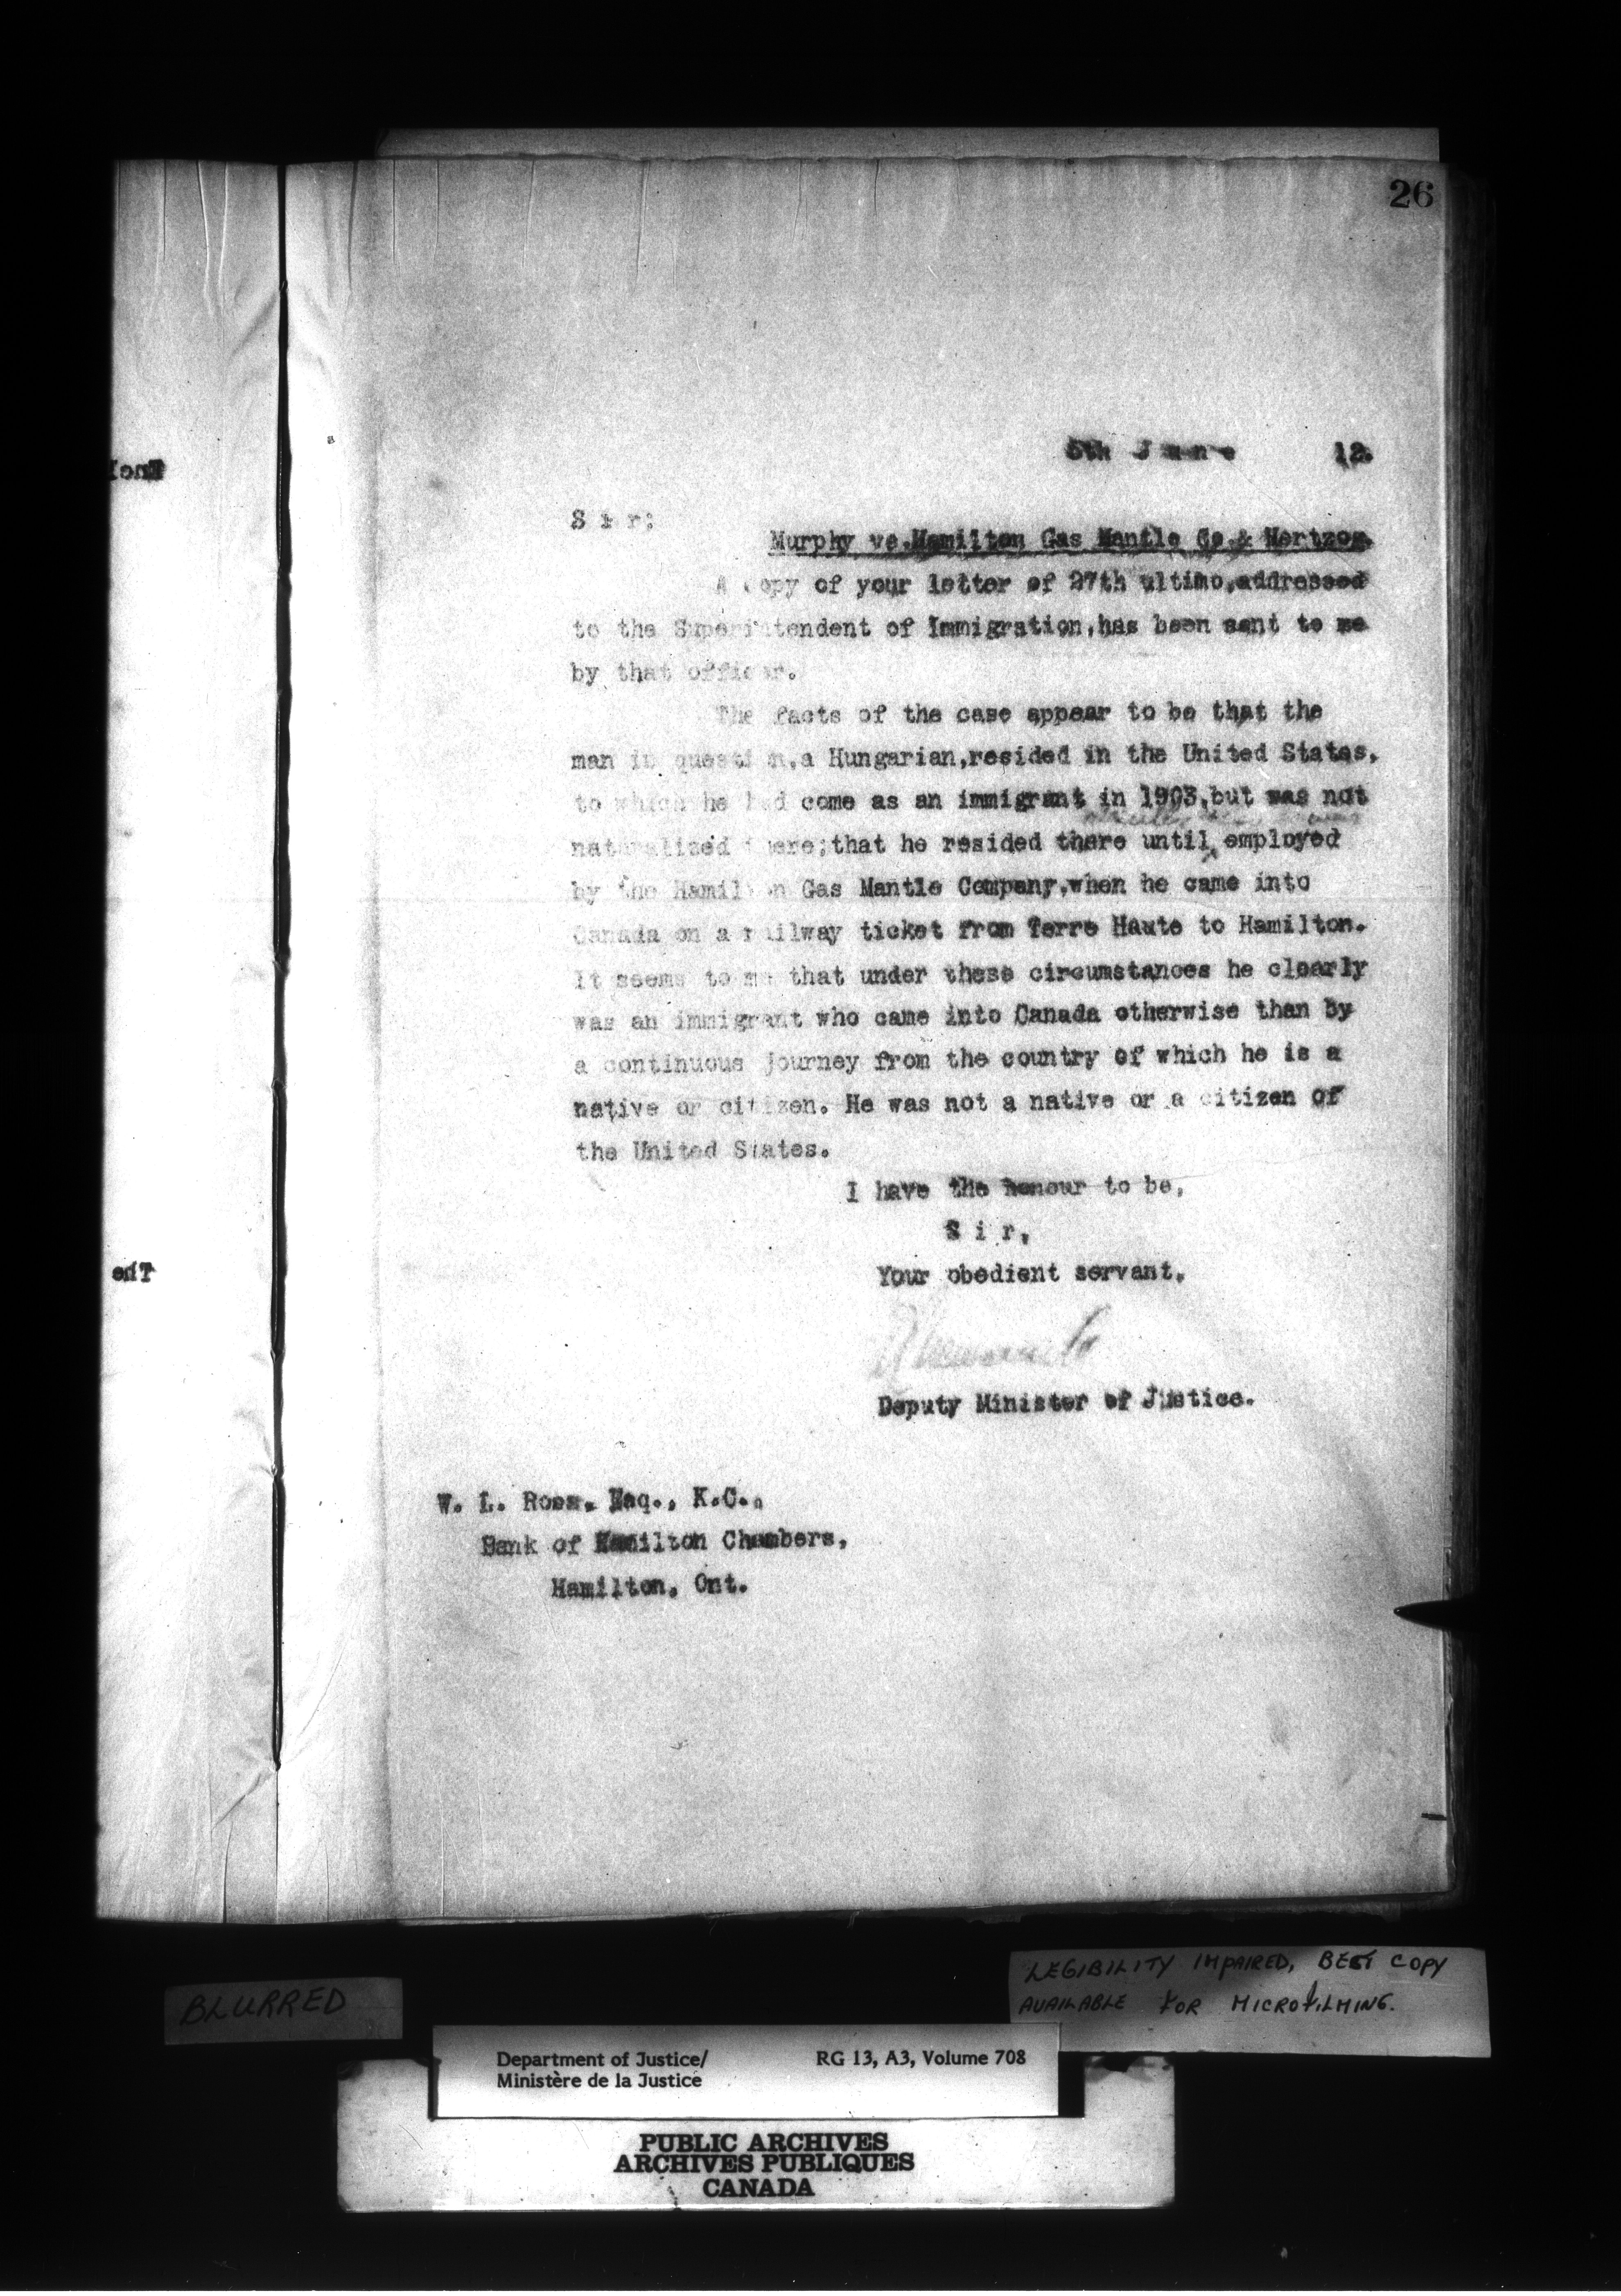 26
5th June 12.
Sir:
Murphy vs. Hamilton Gas Mantle Co. & Hertzog.
A copy of your letter of 27th ultimo, addressed
to the Superintendent of Immigration, has been sent to me
by that officer.
The facts of the case appear to be that the
man in question, a Hungarian, resided in the United States,
to which he had come as an immigrant in 1903, but was not
naturalized there; that he resided there until employed
by the Hamilton Gas Mantle Company, when he came into
Canada on a railway ticket from Terre Haute to Hamilton.
It seems to me that under these circumstances he clearly
was an immigrant who came into Canada otherwise than by
a continuous journey from the country of which he is a
native or citizen. He was not a native or a citizen of
the United States.
I have the honour to be,
Sir,
Your obedient servant,
Deputy Minister of Justice.
W. L. Ross, Esq., K.C.,
Bank of Hamilton Chambers,
Hamilton, Ont.
BLURRED
LEGIBILITY IMPAIRED, BEST COPY
AVAILABLE FOR MICROFILMING.
Department of Justice/ RG 13, A3, Volume 708
Ministère de la Justice
PUBLIC ARCHIVES
ARCHIVES PUBLIQUES
CANADA